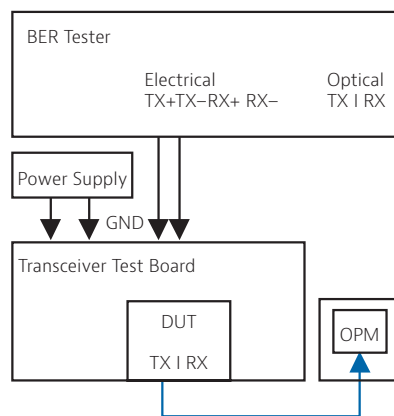 BER Tester
Electrical
TX+TX–RX+ RX–
Optical
TX I RX
Power Supply
GND
Transceiver Test Board
DUT
TX I RX
OPM